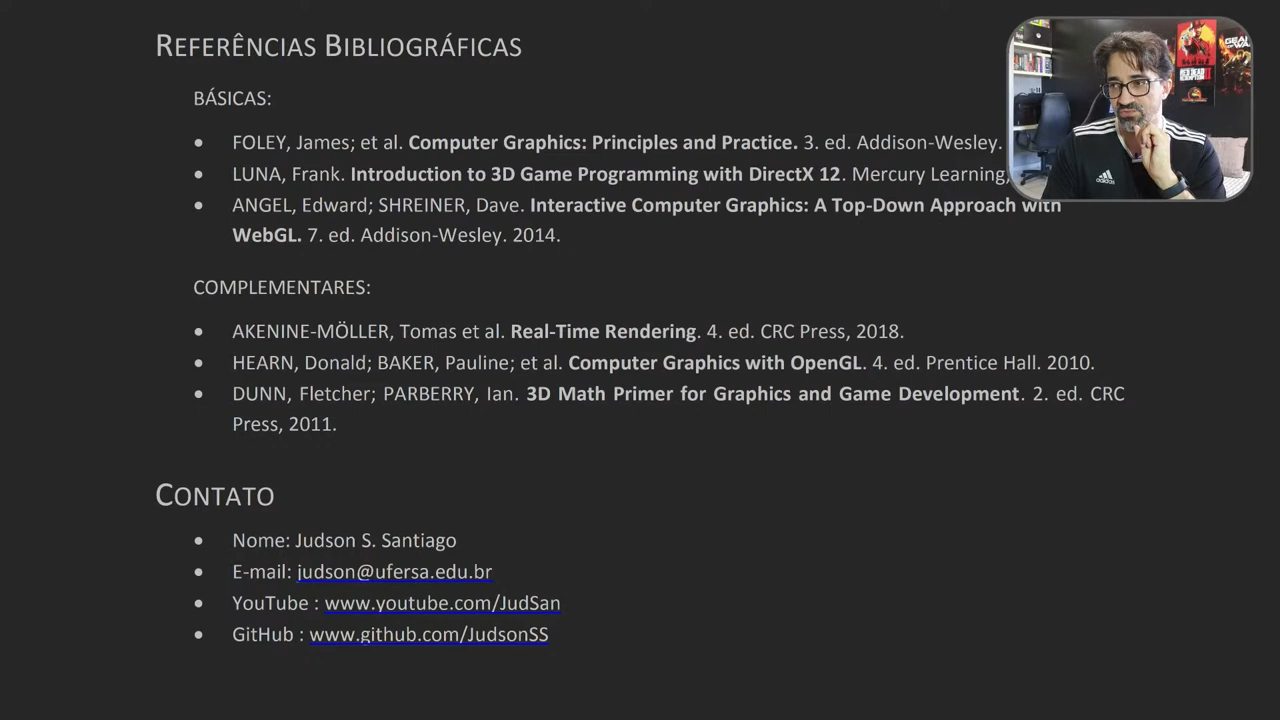 REFERÊNCIAS BIBLIOGRÁFICAS
BÁSICAS:
• FOLEY, James; et al. Computer Graphics: Principles and Practice. 3. ed. Addison-Wesley.
• LUNA, Frank. Introduction to 3D Game Programming with DirectX 12. Mercury Learning,
• ANGEL, Edward; SHREINER, Dave. Interactive Computer Graphics: A Top-Down Approach with
WebGL. 7. ed. Addison-Wesley. 2014.
COMPLEMENTARES:
• AKENINE-MÖLLER, Tomas et al. Real-Time Rendering. 4. ed. CRC Press, 2018.
• HEARN, Donald; BAKER, Pauline; et al. Computer Graphics with OpenGL. 4. ed. Prentice Hall. 2010.
• DUNN, Fletcher; PARBERRY, Ian. 3D Math Primer for Graphics and Game Development. 2. ed. CRC
Press, 2011.
CONTATO
• Nome: Judson S. Santiago
• E-mail: judson@ufersa.edu.br
• YouTube : www.youtube.com/JudSan
• GitHub : www.github.com/JudsonSS
RED DEAD
REDEMPTION II
adidas